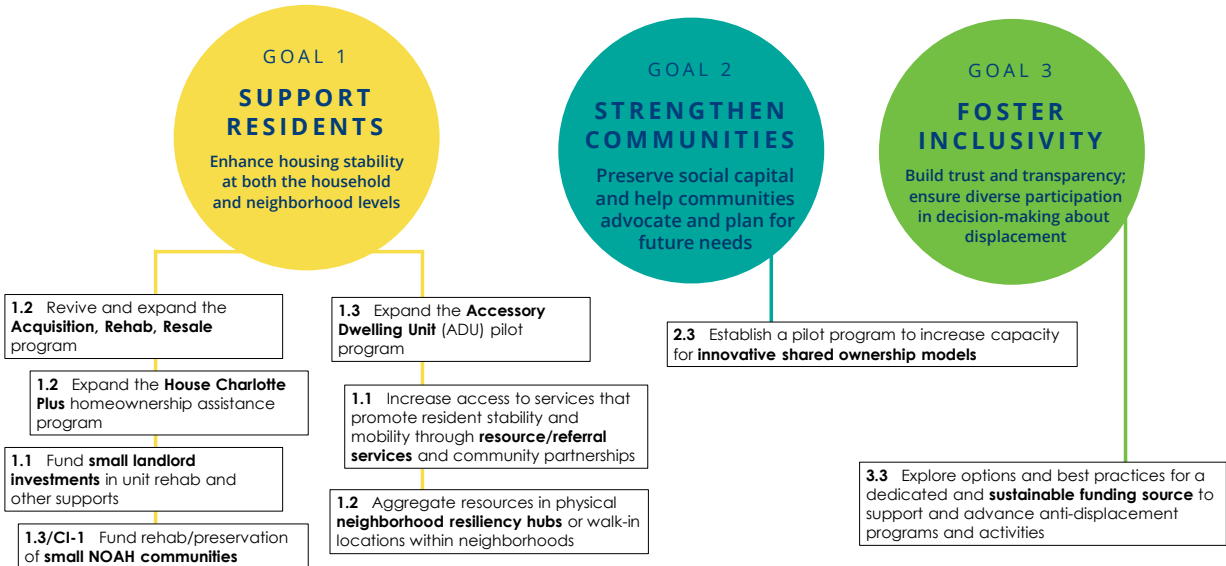 GOAL 1
SUPPORT
RESIDENTS
Enhance housing stability
at both the household
and neighborhood levels
1.2 Revive and expand the
Acquisition, Rehab, Resale
program
1.2 Expand the House Charlotte
Plus homeownership assistance
program
1.1 Fund small landlord
investments in unit rehab and
other supports
1.3/CI-1 Fund rehab/preservation
of small NOAH communities
1.3 Expand the Accessory
Dwelling Unit (ADU) pilot
program
1.1 Increase access to services that
promote resident stability and
mobility through resource/referral
services and community partnerships
1.2 Aggregate resources in physical
neighborhood resiliency hubs or walk-in
locations within neighborhoods
GOAL 2
STRENGTHEN
COMMUNITIES
Preserve social capital
and help communities
advocate and plan for
future needs
2.3 Establish a pilot program to increase capacity
for innovative shared ownership models
GOAL 3
FOSTER
INCLUSIVITY
Build trust and transparency;
ensure diverse participation
in decision-making about
displacement
3.3 Explore options and best practices for a
dedicated and sustainable funding source to
support and advance anti-displacement
programs and activities